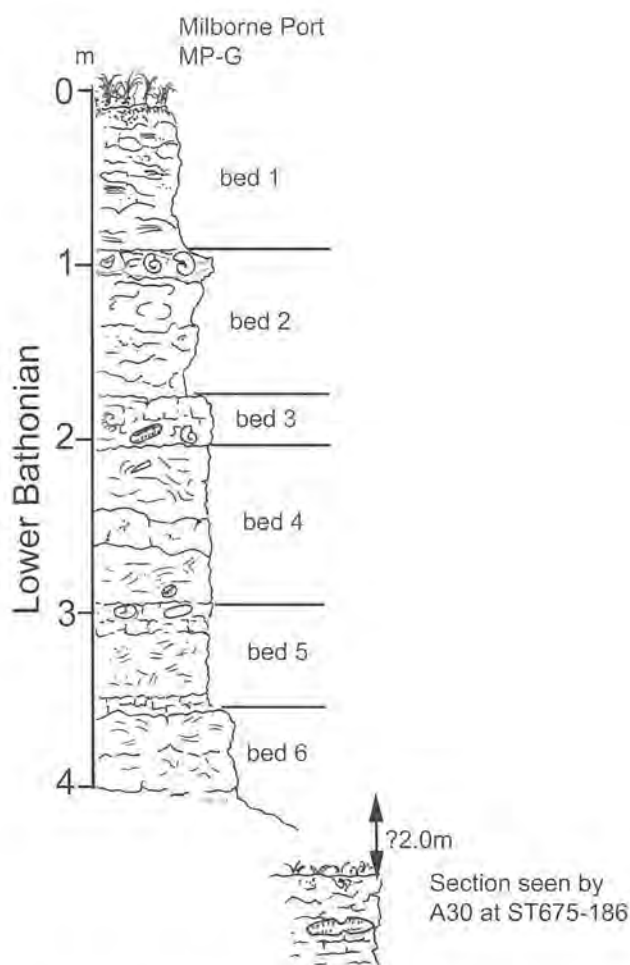 Milborne Port
MP-G
m
0
bed 1
1
bed 2
bed 3
2
bed 4
Lower Bathonian
3
bed 5
bed 6
4
?2.0m
Section seen by
A30 at ST675-186